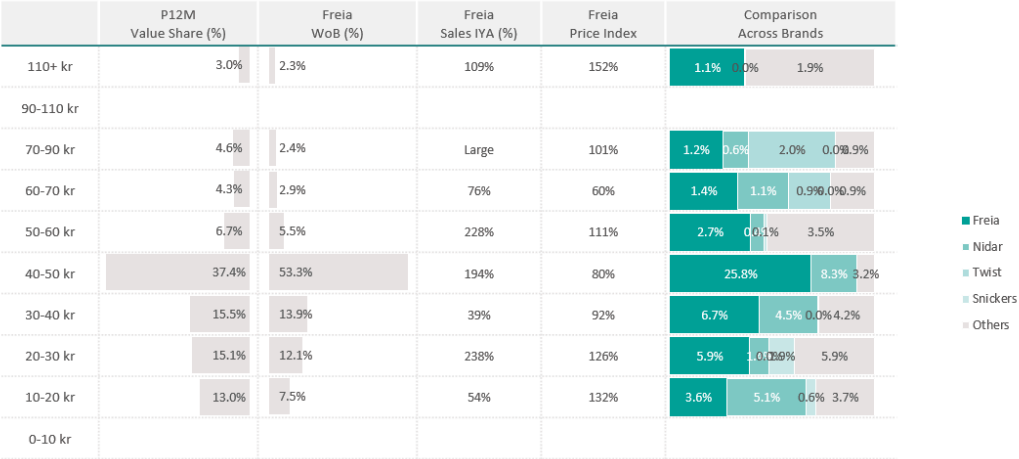 P12M Freia Freia Freia Comparison
Value Share (%) WoB (%) Sales IYA (%) Price Index Across Brands
110+ kr 3.0% 2.3% 109% 152% 1.1% 0.0% 1.9%
90-110 kr
70-90 kr 4.6% 2.4% Large 101% 1.2% 0.6% 2.0% 0.0% 0.9%
60-70 kr 4.3% 2.9% 76% 60% 1.4% 1.1% 0.9% 0.0% 0.9%
50-60 kr 6.7% 5.5% 228% 111% 2.7% 3.5%
40-50 kr 37.4% 53.3% 194% 80% 25.8% 8.3% 3.2%
30-40 kr 15.5% 13.9% 39% 92% 6.7% 4.5% 0.0% 4.2%
20-30 kr 15.1% 12.1% 238% 126% 5.9% 5.9%
10-20 kr 13.0% 7.5% 54% 132% 3.6% 5.1% 0.6% 3.7%
0-10 kr
Freia
Nidar
Twist
Snickers
Others